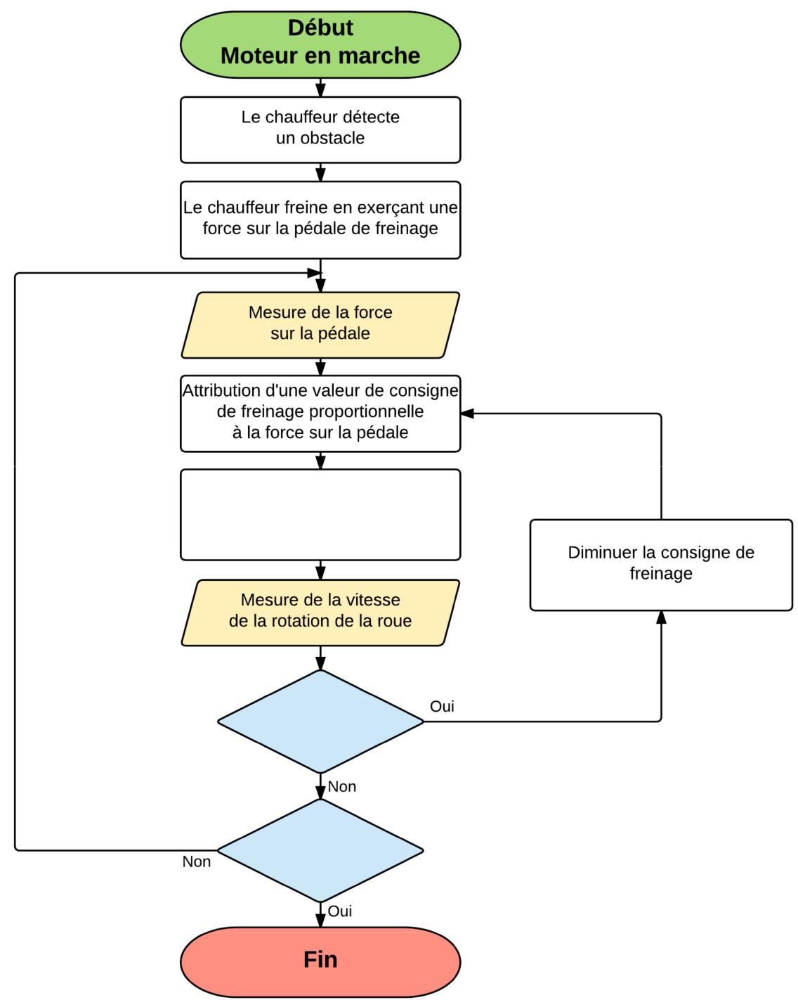 Début
Moteur en marche
Le chauffeur détecte
un obstacle
Le chauffeur freine en exerçant une
force sur la pédale de freinage
Mesure de la force
sur la pédale
Attribution d'une valeur de consigne
de freinage proportionnelle
à la force sur la pédale
Diminuer la consigne de
freinage
Mesure de la vitesse
de la rotation de la roue
Oui
Non
Non
Oui
Fin